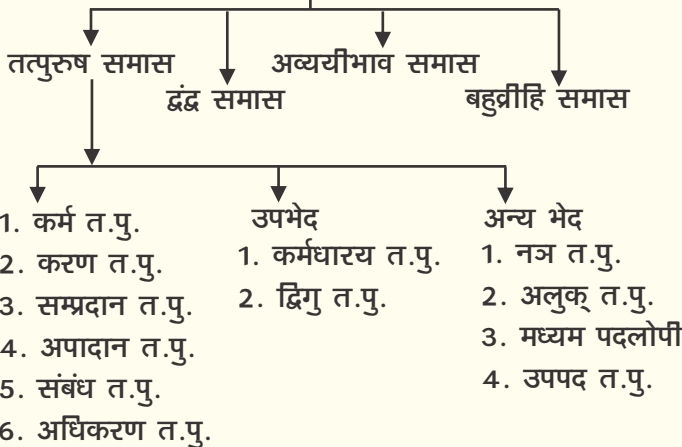 तत्पुरुष समास
द्वंद्व समास
अव्ययीभाव समास
बहुव्रीहि समास
1. कर्म त.पु.
2. करण त.पु.
3. सम्प्रदान त.पु.
4. अपादान त.पु.
5. संबंध त.पु.
6. अधिकरण त.पु.
उपभेद
1. कर्मधारय त.पु.
2. द्विगु त.पु.
अन्य भेद
1. नञ त.पु.
2. अलुक् त.पु.
3. मध्यम पदलोपी
4. उपपद त.पु.